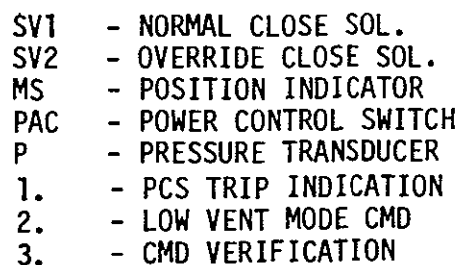 SV1 - NORMAL CLOSE SOL.
SV2 - OVERRIDE CLOSE SOL.
MS - POSITION INDICATOR
PAC - POWER CONTROL SWITCH
P - PRESSURE TRANSDUCER
1. - PCS TRIP INDICATION
2. - LOW VENT MODE CMD
3. - CMD VERIFICATION